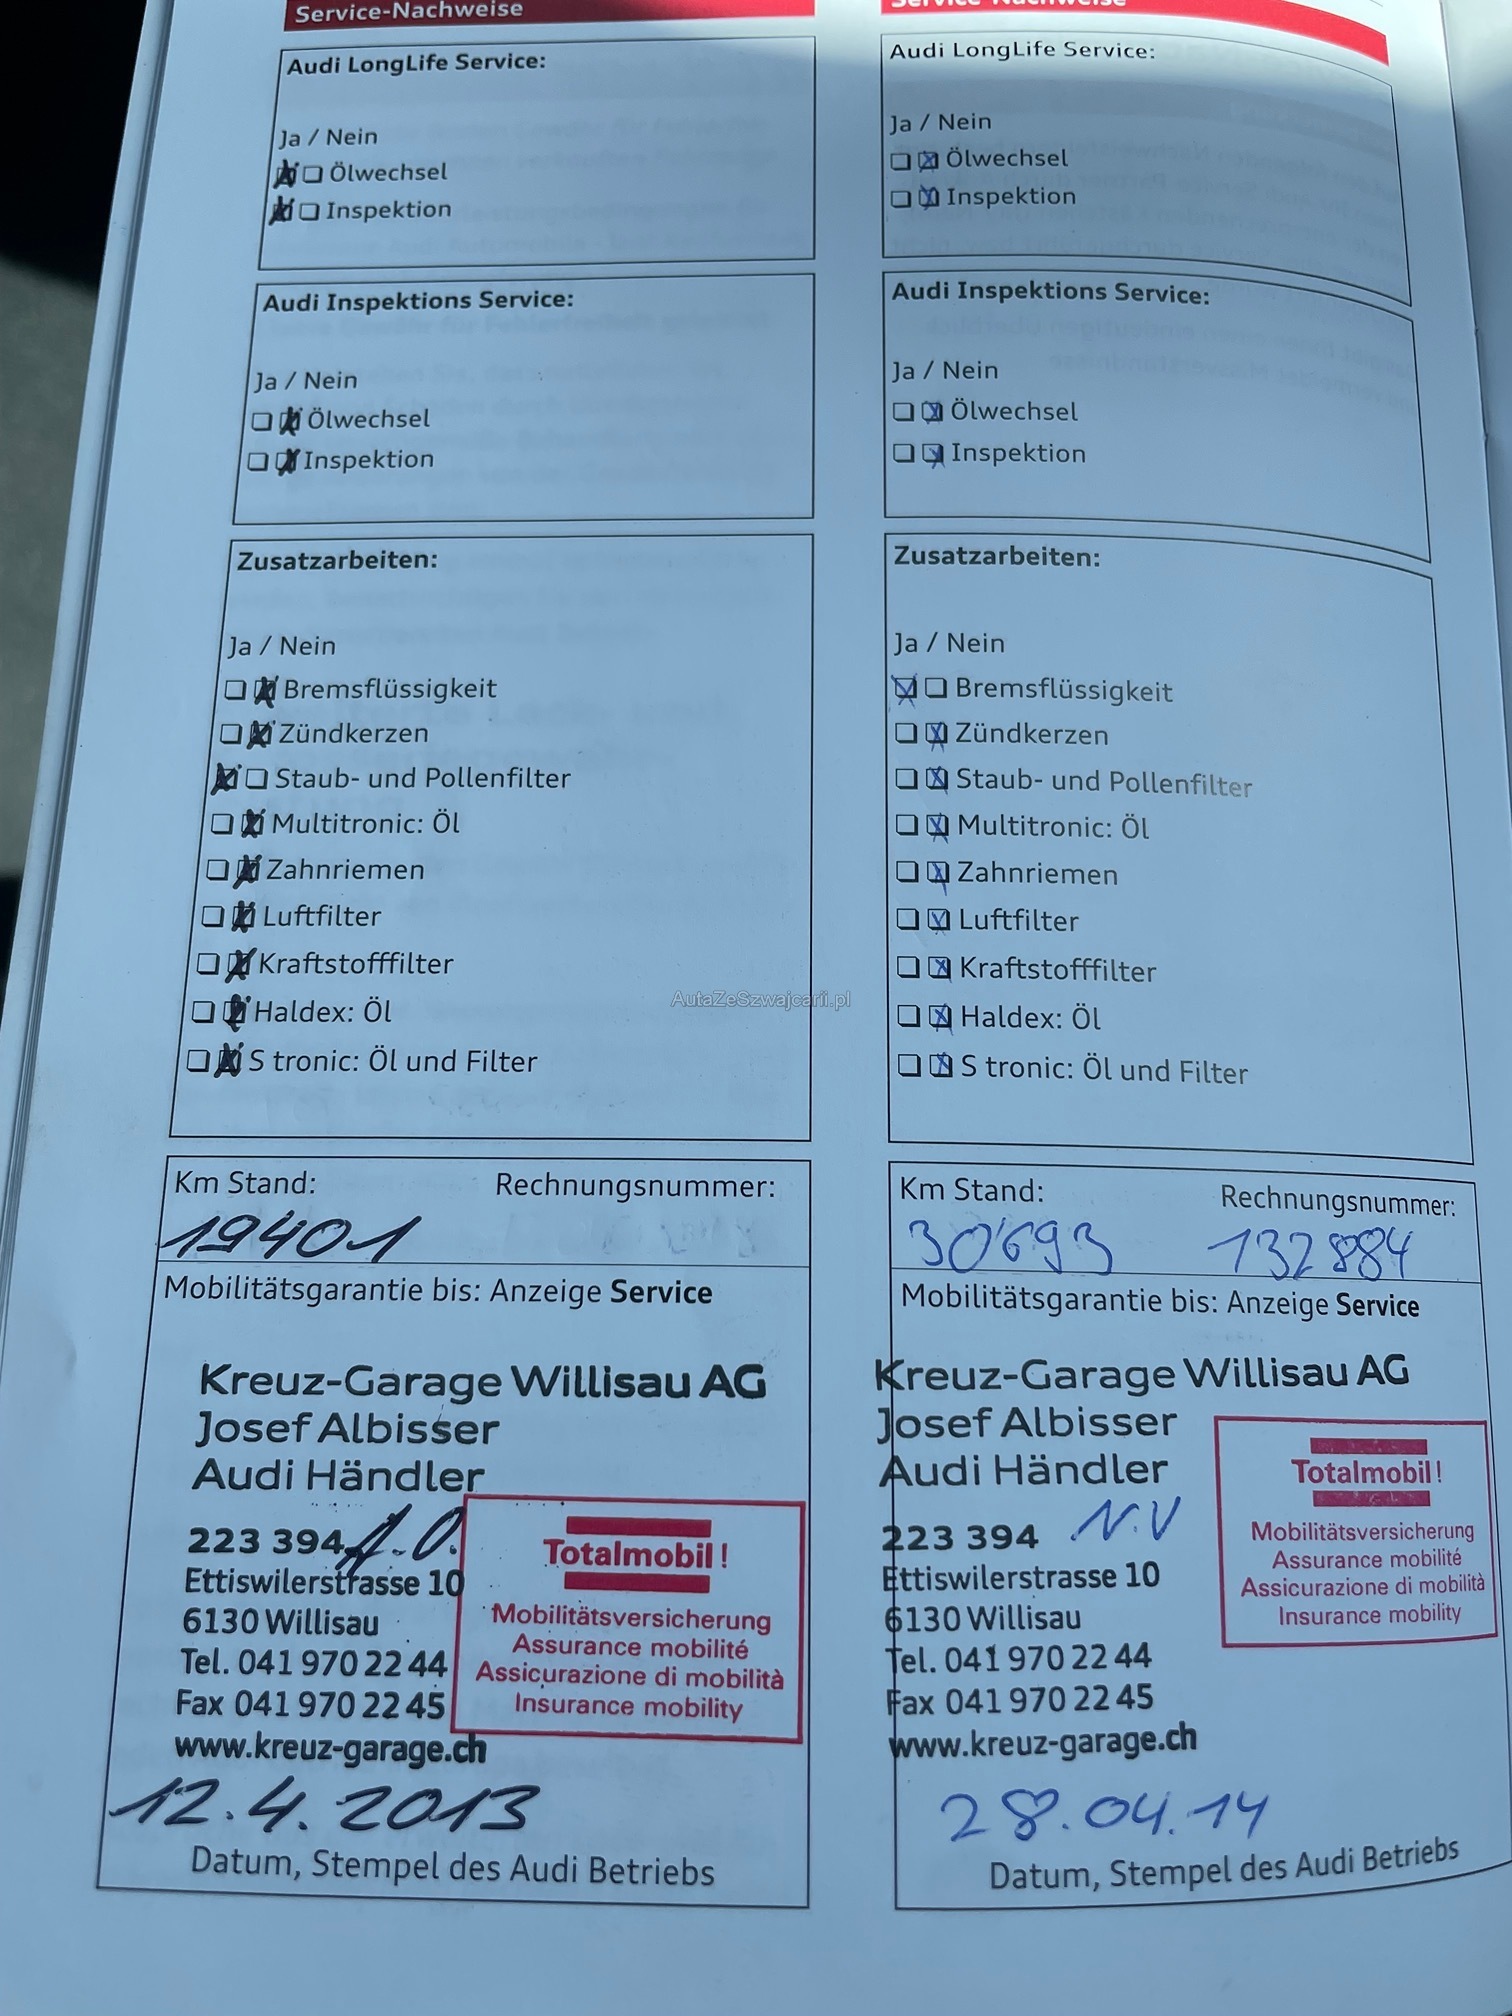 Service-Nachweise
Audi LongLife Service:
Ja / Nein
Ölwechsel
Inspektion
Audi Inspektions Service:
Ja / Nein
Ölwechsel
Inspektion
Zusatzarbeiten:
Ja / Nein
Bremsflüssigkeit
Zündkerzen
Staub- und Pollenfilter
Multitronic: Öl
Zahnriemen
Luftfilter
Kraftstofffilter
Haldex: Öl
S tronic: Öl und Filter
Km Stand: Rechnungsnummer:
19401
Mobilitätsgarantie bis: Anzeige Service
Kreuz-Garage Willisau AG
Josef Albisser
Audi Händler
223 394
Ettiswilerstrasse 10
6130 Willisau
Tel. 041 970 22 44
Fax 041 970 22 45
www.kreuz-garage.ch
Totalmobil!
Mobilitätsversicherung
Assurance mobilité
Assicurazione di mobilità
Insurance mobility
12.4.2013
Datum, Stempel des Audi Betriebs
Service-Nachweise
Audi LongLife Service:
Ja / Nein
Ölwechsel
Inspektion
Audi Inspektions Service:
Ja / Nein
Ölwechsel
Inspektion
Zusatzarbeiten:
Ja / Nein
Bremsflüssigkeit
Zündkerzen
Staub- und Pollenfilter
Multitronic: Öl
Zahnriemen
Luftfilter
Kraftstofffilter
Haldex: Öl
S tronic: Öl und Filter
Km Stand: Rechnungsnummer:
30'693 132884
Mobilitätsgarantie bis: Anzeige Service
Kreuz-Garage Willisau AG
Josef Albisser
Audi Händler
223 394 N.V
Ettiswilerstrasse 10
6130 Willisau
Tel. 041 970 22 44
Fax 041 970 22 45
www.kreuz-garage.ch
Totalmobil!
Mobilitätsversicherung
Assurance mobilité
Assicurazione di mobilità
Insurance mobility
28.04.14
Datum, Stempel des Audi Betriebs
AutaZeSzwajcarii.pl